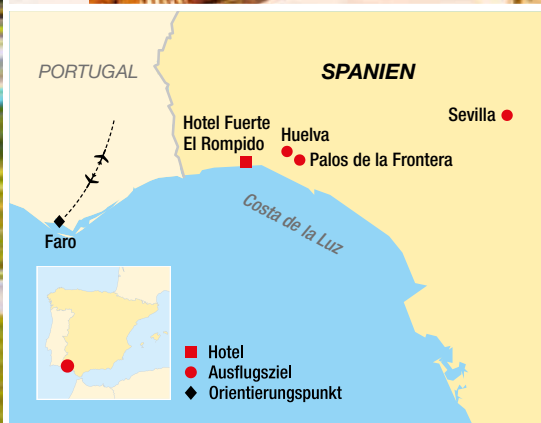 PORTUGAL
SPANIEN
Sevilla
Hotel Fuerte
El Rompido
Huelva
Palos de la Frontera
Costa de la Luz
Faro
Hotel
Ausflugsziel
Orientierungspunkt